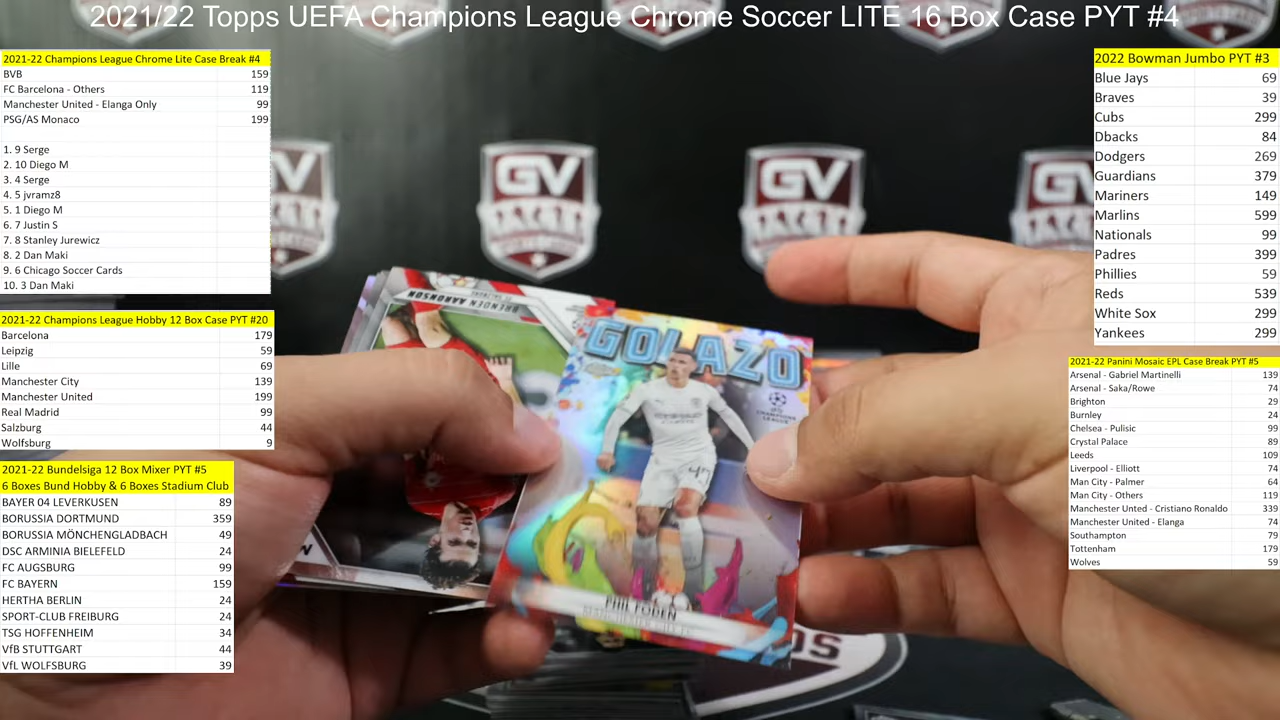 2021/22 Topps UEFA Champions League Chrome Soccer LITE 16 Box Case PYT #4
2021-22 Champions League Chrome Lite Case Break #4
BVB 159
FC Barcelona - Others 119
Manchester United - Elanga Only 99
PSG/AS Monaco 199
1. 9 Serge
2. 10 Diego M
3. 4 Serge
4. 5 jvramz8
5. 1 Diego M
6. 7 Justin S
7. 8 Stanley Jurewicz
8. 2 Dan Maki
9. 6 Chicago Soccer Cards
10. 3 Dan Maki
2021-22 Champions League Hobby 12 Box Case PYT #20
Barcelona 179
Leipzig 59
Lille 69
Manchester City 139
Manchester United 199
Real Madrid 99
Salzburg 44
Wolfsburg 9
2021-22 Bundelsiga 12 Box Mixer PYT #5
6 Boxes Bund Hobby & 6 Boxes Stadium Club
BAYER 04 LEVERKUSEN 89
BORUSSIA DORTMUND 359
BORUSSIA MÖNCHENGLADBACH 49
DSC ARMINIA BIELEFELD 24
FC AUGSBURG 99
FC BAYERN 159
HERTHA BERLIN 24
SPORT-CLUB FREIBURG 24
TSG HOFFENHEIM 34
VfB STUTTGART 44
VfL WOLFSBURG 39
GV
GV
GV
GV
BRENDEN AARONSON
GOLAZO
CHAMPIONS
LEAGUE
PHIL FODEN
MANCHESTER CITY FC
2022 Bowman Jumbo PYT #3
Blue Jays 69
Braves 39
Cubs 299
Dbacks 84
Dodgers 269
Guardians 379
Mariners 149
Marlins 599
Nationals 99
Padres 399
Phillies 59
Reds 539
White Sox 299
Yankees 299
2021-22 Panini Mosaic EPL Case Break PYT #5
Arsenal - Gabriel Martinelli 139
Arsenal - Saka/Rowe 74
Brighton 29
Burnley 24
Chelsea - Pulisic 99
Crystal Palace 89
Leeds 109
Liverpool - Elliott 74
Man City - Palmer 64
Man City - Others 119
Manchester Unted - Cristiano Ronaldo 339
Manchester United - Elanga 74
Southampton 79
Tottenham 179
Wolves 59